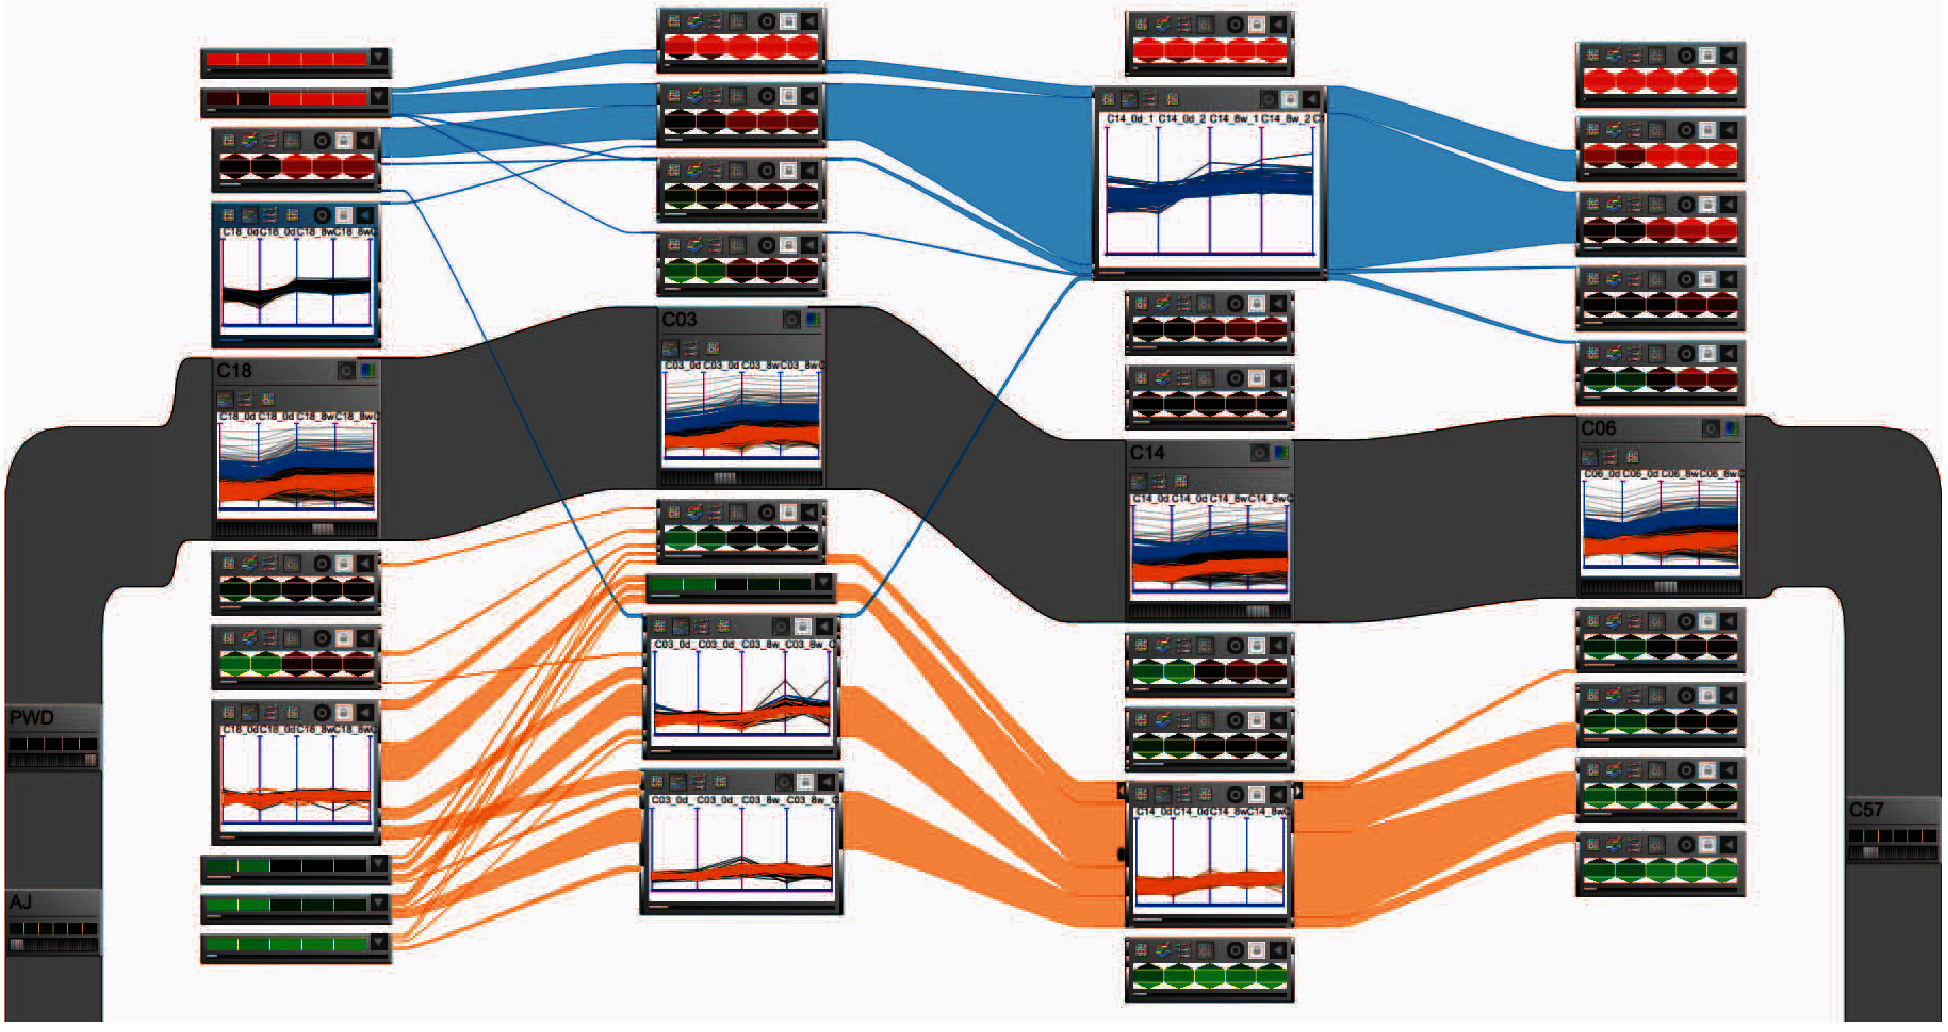 C14_0d_1 C14_0d_2 C14_8w_1 C14_8w_2 C1
C18_0d C18_0d C18_8w C18_8w
C03
C03_0d C03_0d C03_8w C03_8w C
C18
C18_0d C18_0d C18_8w C18_8w C
C14
C14_0d C14_0d C14_8w C14_8w C
C06
C06_0d C06_0d C06_8w C06_8w C
C03_0d_ C03_0d_ C03_8w_ C03_8w_ C
PWD
C18_0d C18_0d C18_8w C18_8w C
C03_0d_ C03_0d_ C03_8w_ C03_8w_ C
C14_0d C14_0d C14_8w C14_8w C
C57
AJ